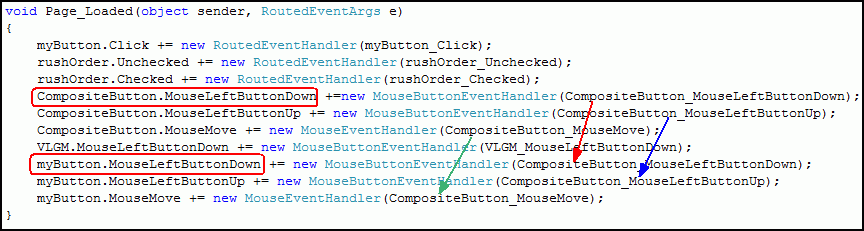 void Page_Loaded(object sender, RoutedEventArgs e)
{
myButton.Click += new RoutedEventHandler(myButton_Click);
rushOrder.Unchecked += new RoutedEventHandler(rushOrder_Unchecked);
rushOrder.Checked += new RoutedEventHandler(rushOrder_Checked);
CompositeButton.MouseLeftButtonDown +=new MouseButtonEventHandler(CompositeButton_MouseLeftButtonDown);
CompositeButton.MouseLeftButtonUp += new MouseButtonEventHandler(CompositeButton_MouseLeftButtonUp);
CompositeButton.MouseMove += new MouseEventHandler(CompositeButton_MouseMove);
VLGM.MouseLeftButtonDown += new MouseButtonEventHandler(VLGM_MouseLeftButtonDown);
myButton.MouseLeftButtonDown += new MouseButtonEventHandler(CompositeButton_MouseLeftButtonDown);
myButton.MouseLeftButtonUp += new MouseButtonEventHandler(CompositeButton_MouseLeftButtonUp);
myButton.MouseMove += new MouseEventHandler(CompositeButton_MouseMove);
}